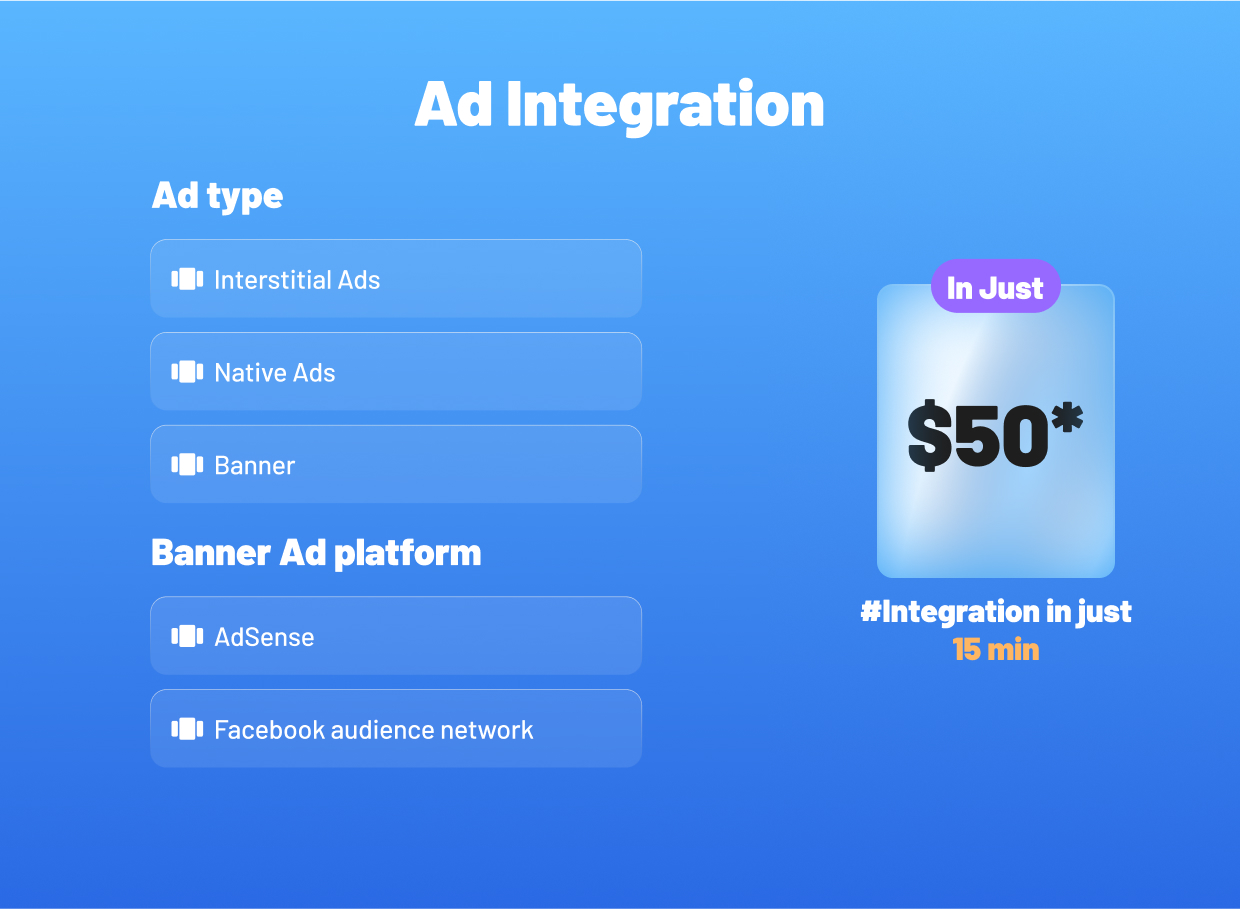 Ad Integration
Ad type
Interstitial Ads
Native Ads
Banner
Banner Ad platform
AdSense
Facebook audience network
In Just
$50*
#Integration in just
15 min